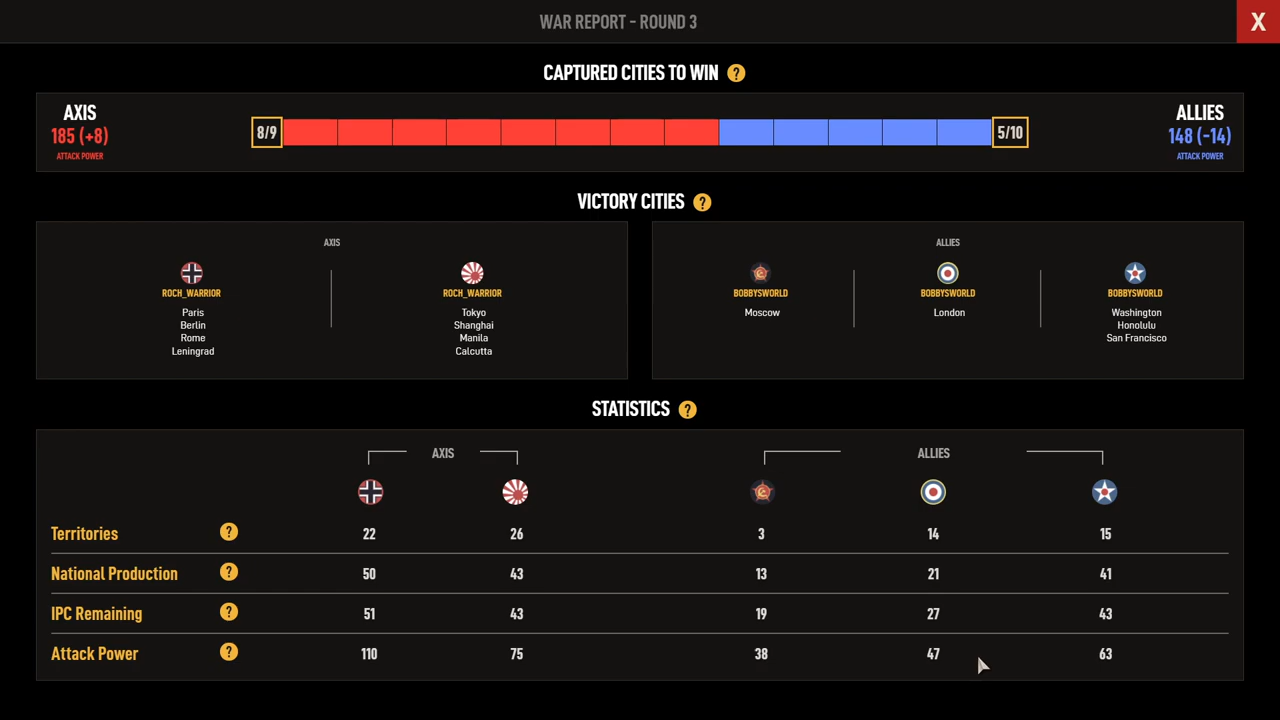 WAR REPORT - ROUND 3
X
CAPTURED CITIES TO WIN ?
AXIS
185 (+8)
ATTACK POWER
8/9
5/10
ALLIES
148 (-14)
ATTACK POWER
VICTORY CITIES ?
AXIS
ROCH_WARRIOR
Paris
Berlin
Rome
Leningrad
ROCH_WARRIOR
Tokyo
Shanghai
Manila
Calcutta
ALLIES
BOBBYSWORLD
Moscow
BOBBYSWORLD
London
BOBBYSWORLD
Washington
Honolulu
San Francisco
STATISTICS ?
AXIS ALLIES
Territories ? 22 26 3 14 15
National Production ? 50 43 13 21 41
IPC Remaining ? 51 43 19 27 43
Attack Power ? 110 75 38 47 63